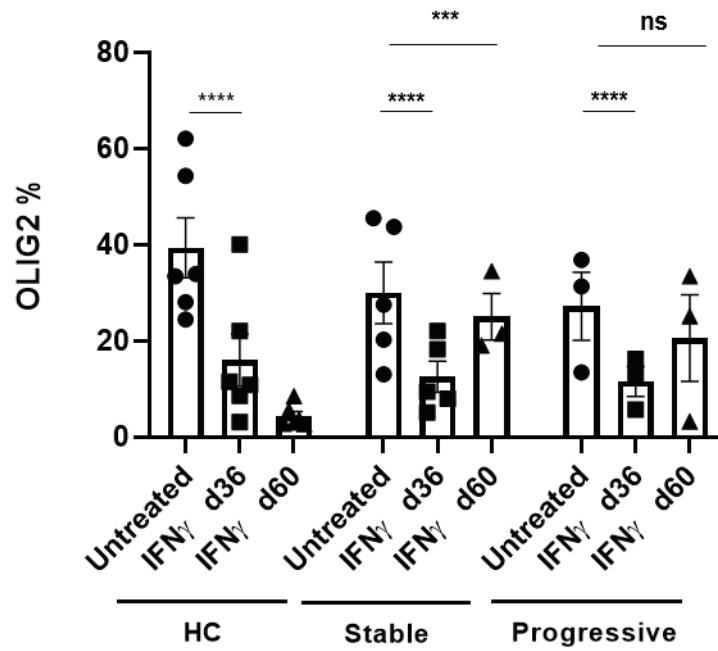 ***
ns
****
****
****
80
60
40
20
0
OLIG2 %
Untreated
IFNγ d36
IFNγ d60
Untreated
IFNγ d36
IFNγ d60
Untreated
IFNγ d36
IFNγ d60
HC
Stable
Progressive